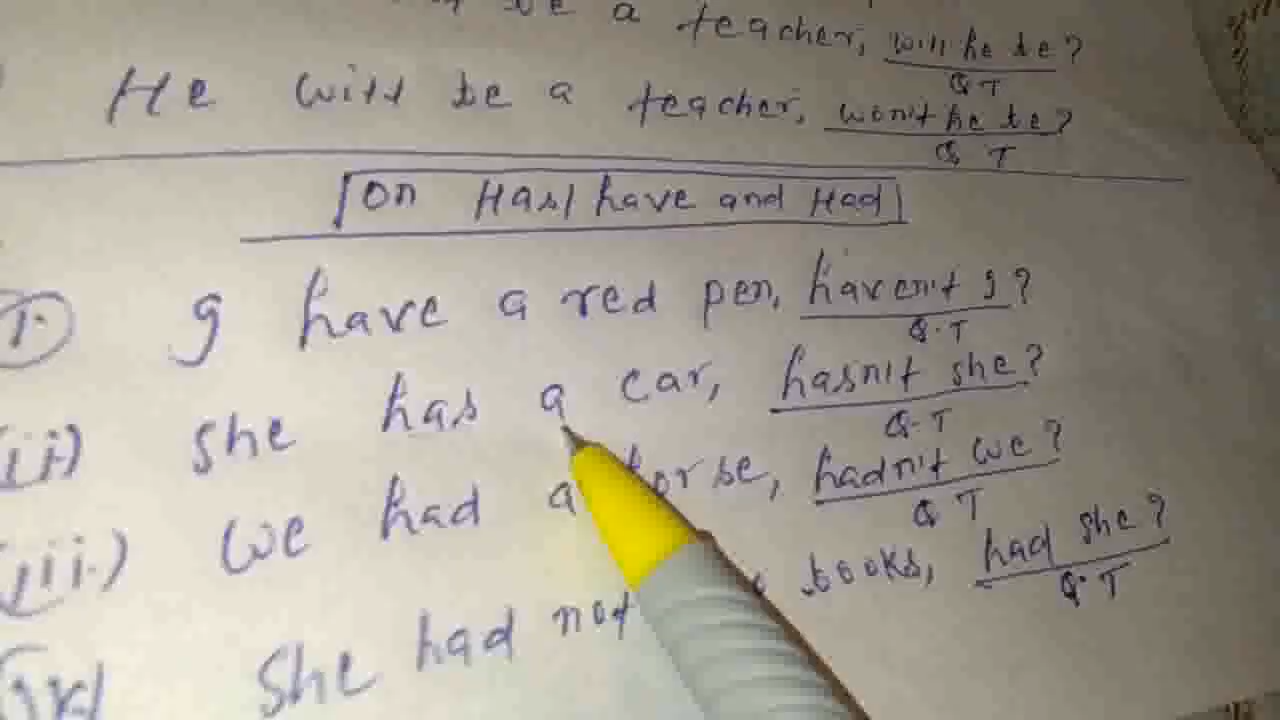 be a teacher, will he be?
Q T
He will be a teacher, won't he be?
Q T
On Has/have and Had
i. I have a red pen, haven't I?
Q.T
(ii) She has a car, hasn't she?
Q.T
(iii.) We had a horse, hadn't we?
Q T
She had not books, had she?
Q.T